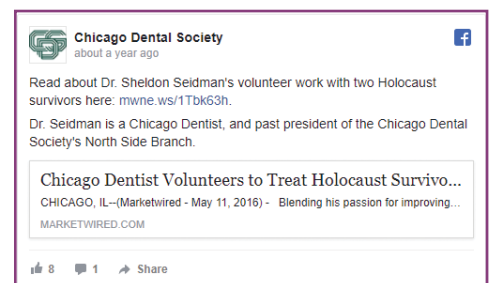 Chicago Dental Society
about a year ago
Read about Dr. Sheldon Seidman's volunteer work with two Holocaust
survivors here: mwne.ws/1Tbk63h.
Dr. Seidman is a Chicago Dentist, and past president of the Chicago Dental
Society's North Side Branch.
Chicago Dentist Volunteers to Treat Holocaust Survivo...
CHICAGO, IL--(Marketwired - May 11, 2016) - Blending his passion for improving...
MARKETWIRED.COM
8 1 Share